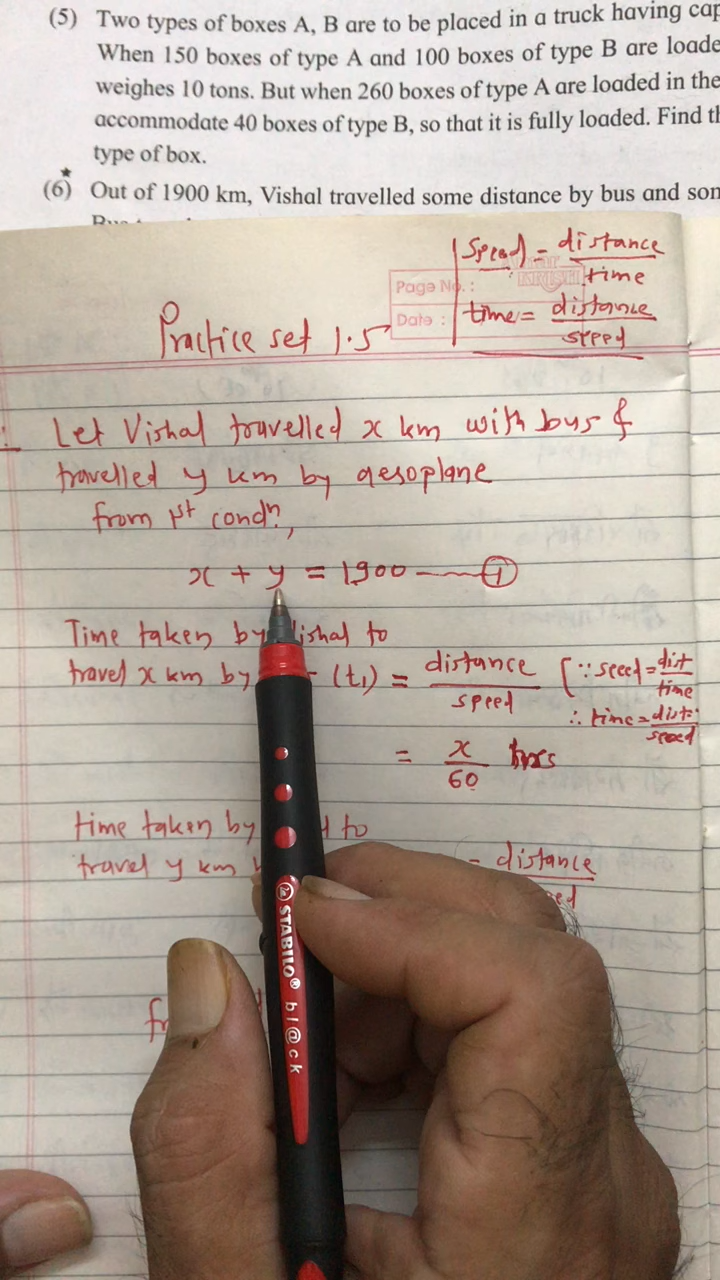 (5) Two types of boxes A, B are to be placed in a truck having
When 150 boxes of type A and 100 boxes of type B are
weighes 10 tons. But when 260 boxes of type A are loaded in the
accommodate 40 boxes of type B, so that it is fully loaded. Find
type of box.
★
(6) Out of 1900 km, Vishal travelled some distance by bus and
Speed = distance / time
Page No. :
Date :
time = distance / speed
Practice set 1.5
Let Vishal travelled x km with bus &
travelled y km by aesoplane
from 1st condn,
x + y = 1900 —— ①
Time taken by Vishal to
travel x km by (t₁) = distance / speed [∵ speed = dist / time
∴ time = dist. / speed
= x / 60 hrs
time taken by to
travel y km = distance